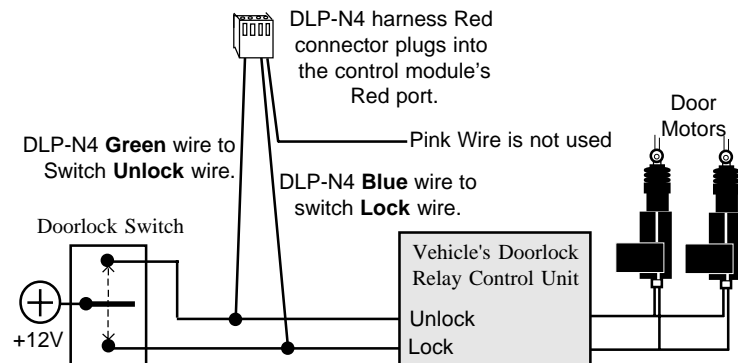 DLP-N4 harness Red
connector plugs into
the control module's
Red port.
Door
Motors
Pink Wire is not used
DLP-N4 Green wire to
Switch Unlock wire.
DLP-N4 Blue wire to
switch Lock wire.
Doorlock Switch
Vehicle's Doorlock
Relay Control Unit
Unlock
Lock
+12V